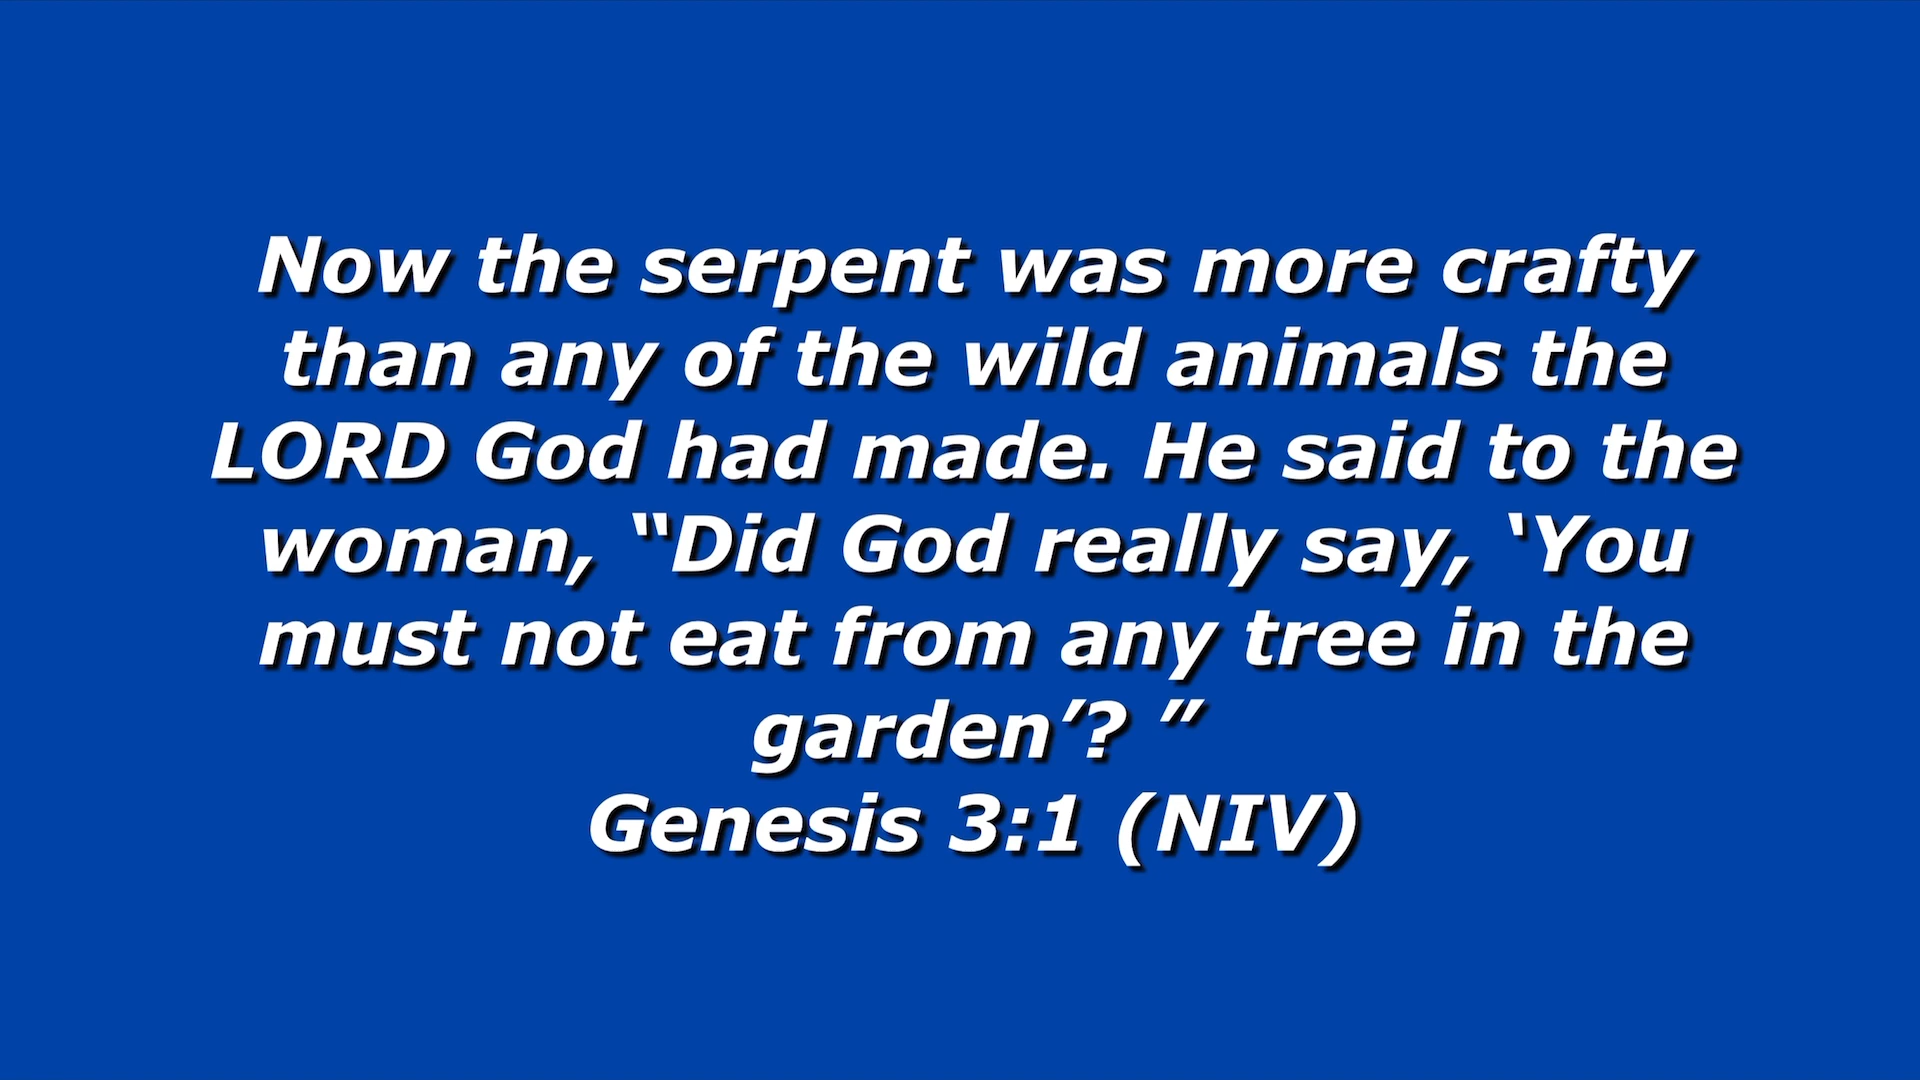 Now the serpent was more crafty
than any of the wild animals the
LORD God had made. He said to the
woman, “Did God really say, ‘You
must not eat from any tree in the
garden’? ”
Genesis 3:1 (NIV)